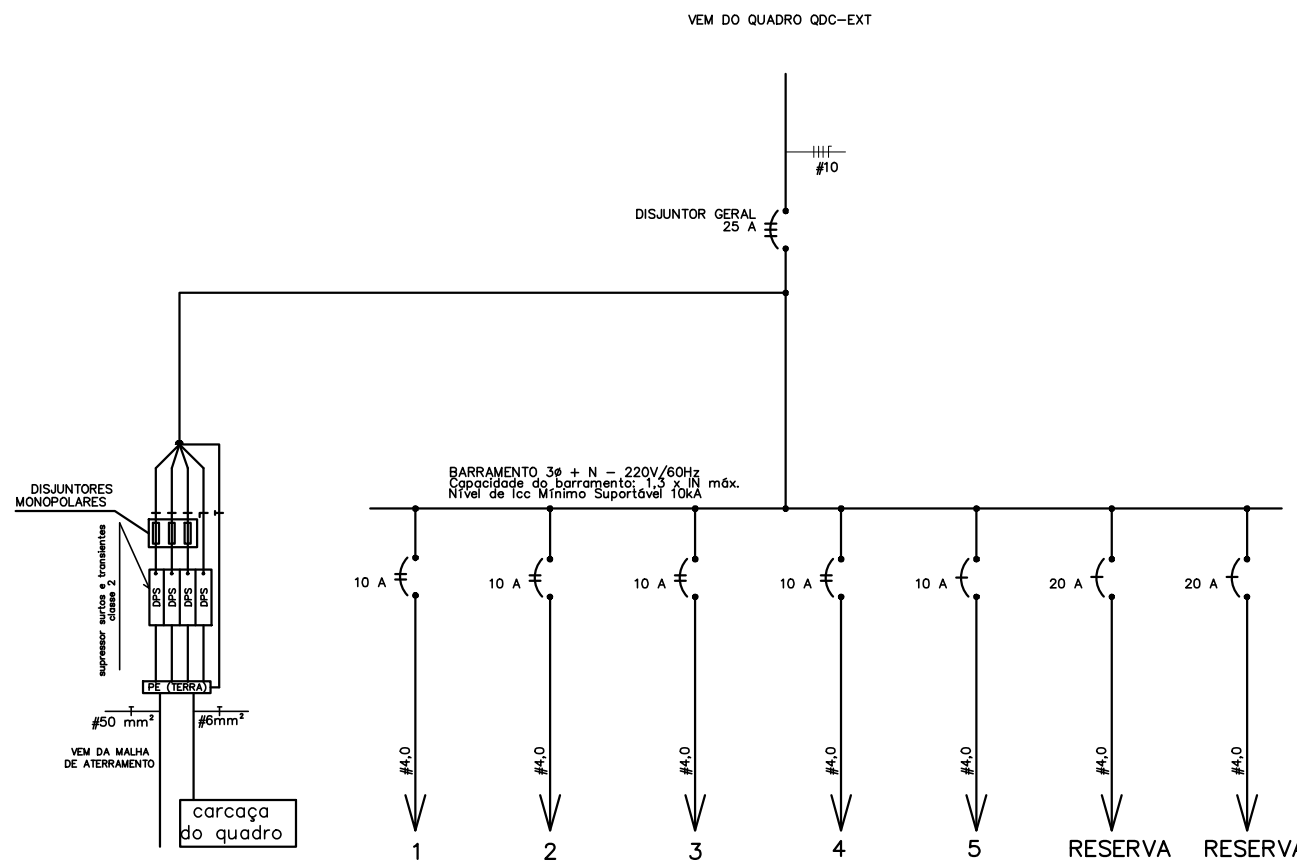 VEM DO QUADRO QDC-EXT
#10
DISJUNTOR GERAL
25 A
BARRAMENTO 3ø + N - 220V/60Hz
Capacidade do barramento: 1,3 x IN máx.
Nível de Icc Mínimo Suportável 10kA
DISJUNTORES
MONOPOLARES
supressor surtos e transientes
classe 2
DPS
DPS
DPS
DPS
PE (TERRA)
#50 mm²
#6mm²
VEM DA MALHA
DE ATERRAMENTO
carcaça
do quadro
10 A
10 A
10 A
10 A
10 A
20 A
20 A
#4,0
#4,0
#4,0
#4,0
#4,0
#4,0
#4,0
1
2
3
4
5
RESERVA
RESERVA